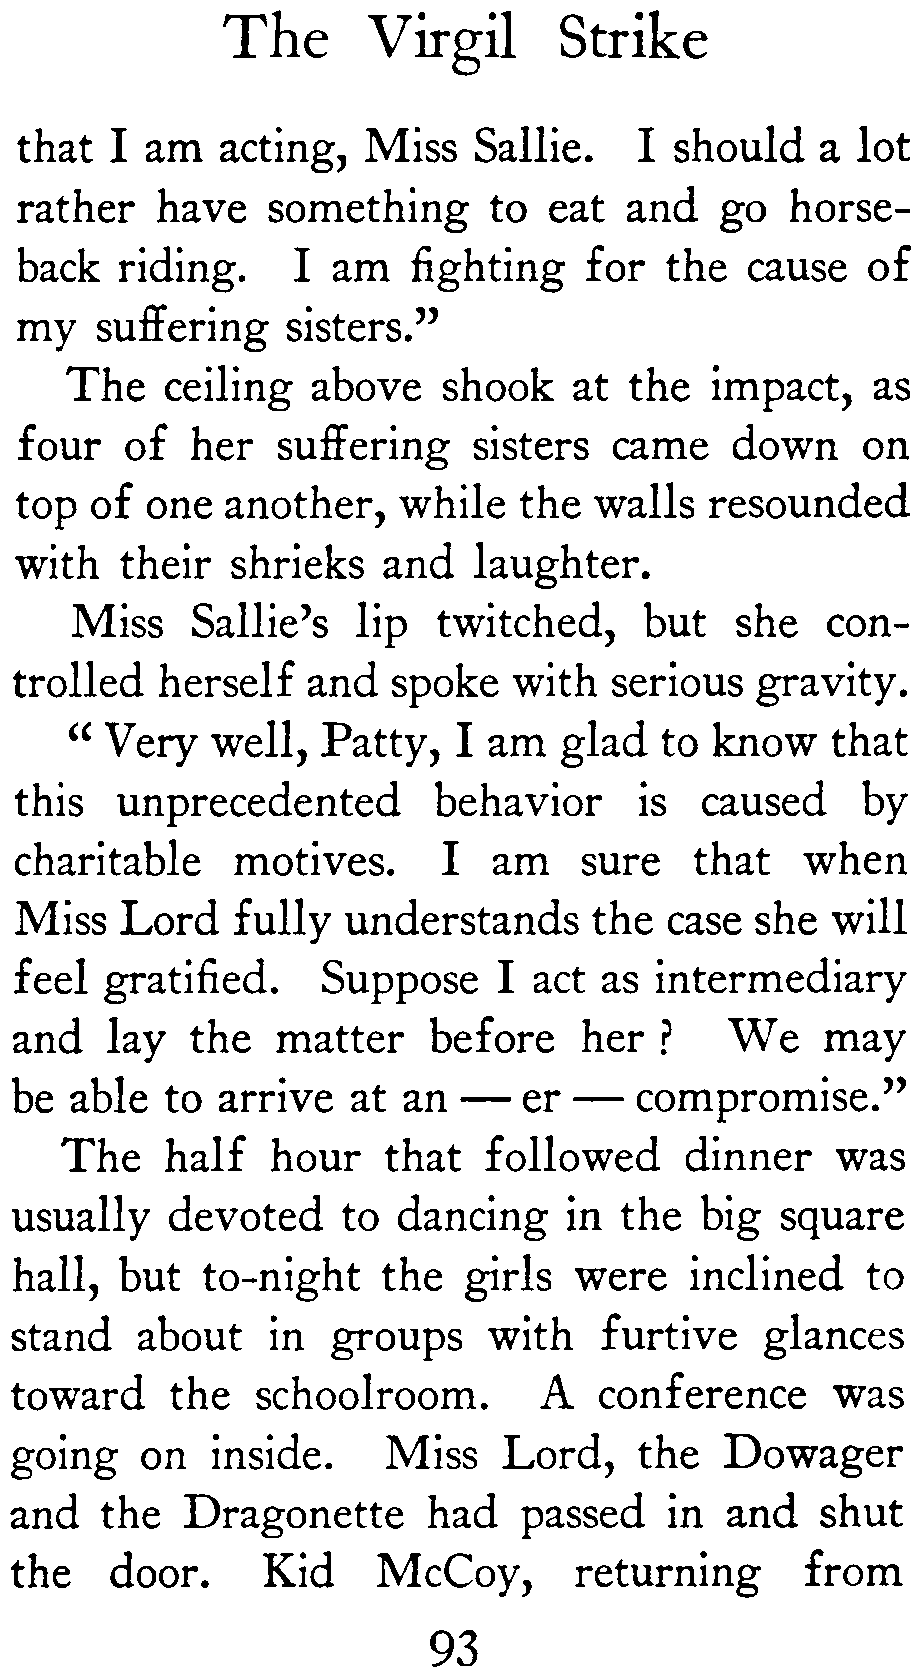 The Virgil Strike
that I am acting, Miss Sallie. I should a lot
rather have something to eat and go horse-
back riding. I am fighting for the cause of
my suffering sisters.”
The ceiling above shook at the impact, as
four of her suffering sisters came down on
top of one another, while the walls resounded
with their shrieks and laughter.
Miss Sallie’s lip twitched, but she con-
trolled herself and spoke with serious gravity.
“ Very well, Patty, I am glad to know that
this unprecedented behavior is caused by
charitable motives. I am sure that when
Miss Lord fully understands the case she will
feel gratified. Suppose I act as intermediary
and lay the matter before her ? We may
be able to arrive at an — er — compromise.”
The half hour that followed dinner was
usually devoted to dancing in the big square
hall, but to-night the girls were inclined to
stand about in groups with furtive glances
toward the schoolroom. A conference was
going on inside. Miss Lord, the Dowager
and the Dragonette had passed in and shut
the door. Kid McCoy, returning from
93